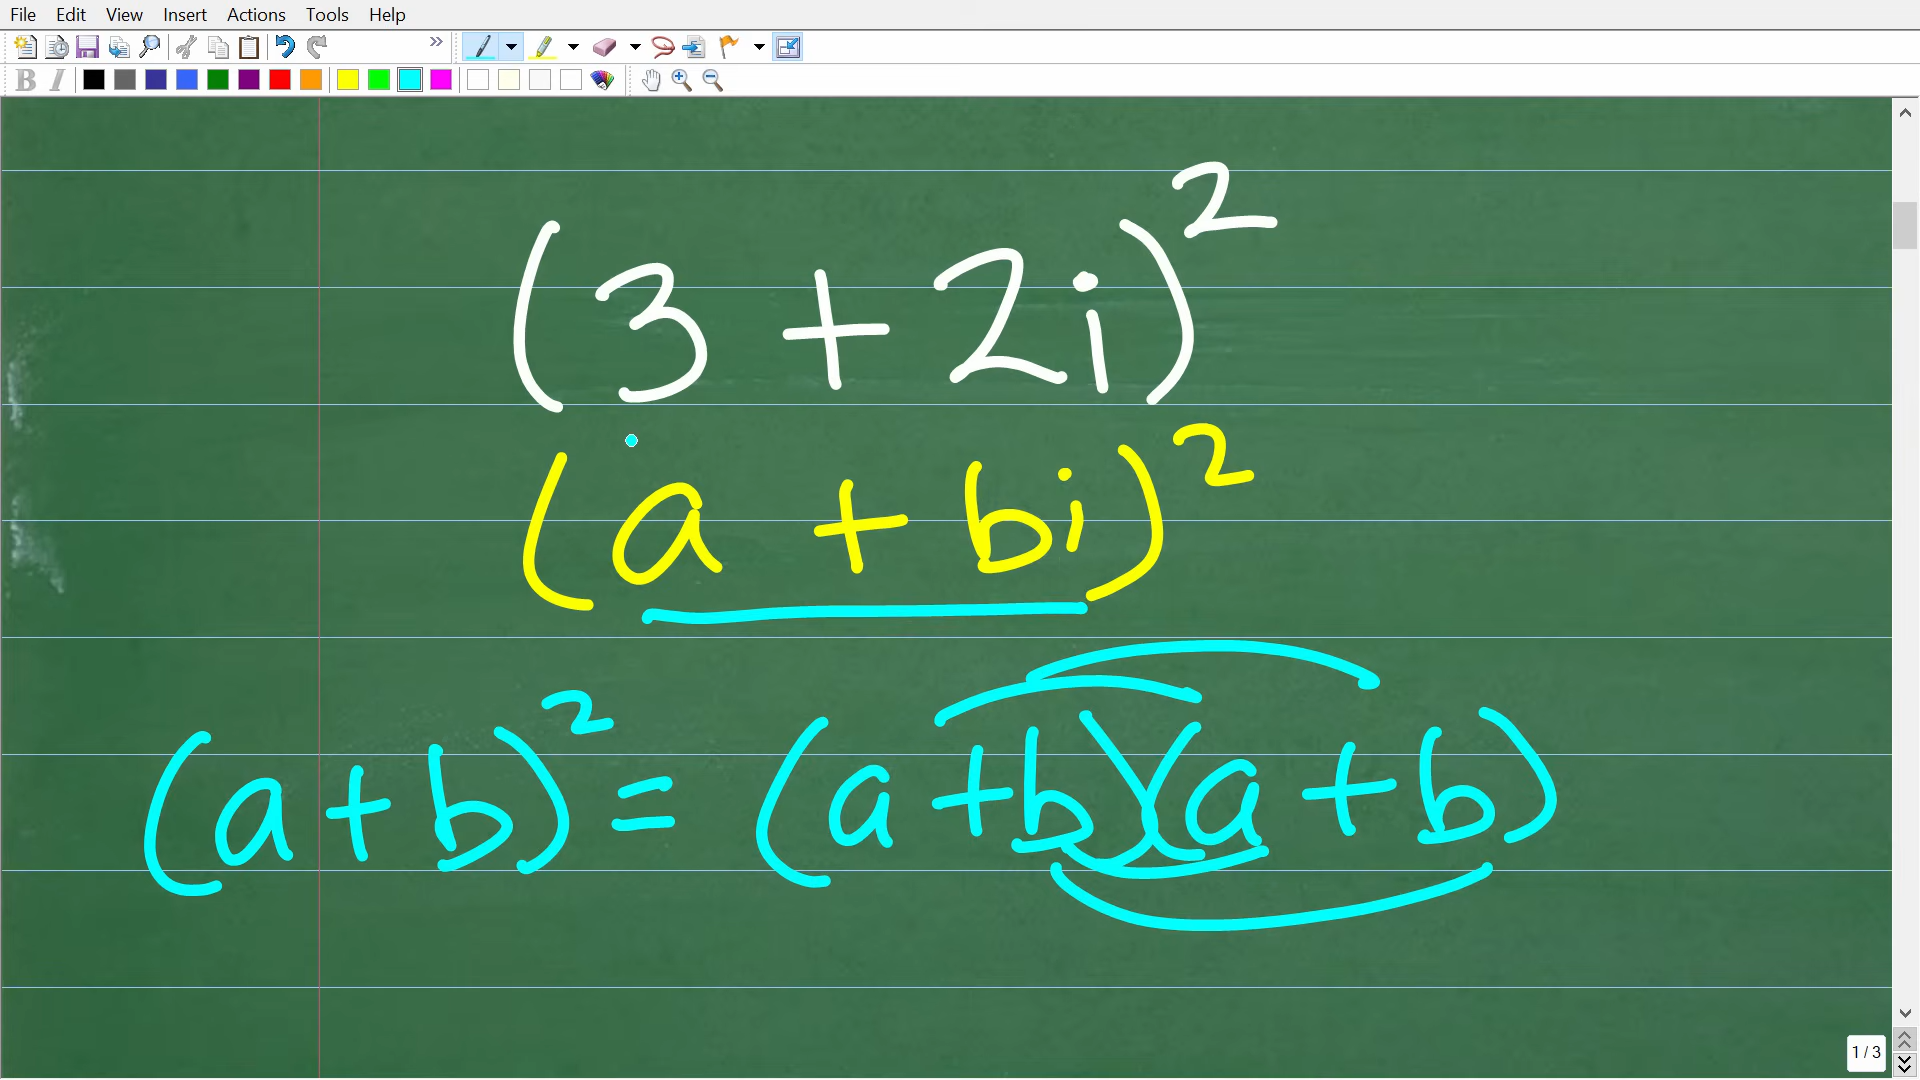 File Edit View Insert Actions Tools Help
B I
(3 + 2i)²
(a + bi)²
(a + b)² = (a + b)(a + b)
1 / 3